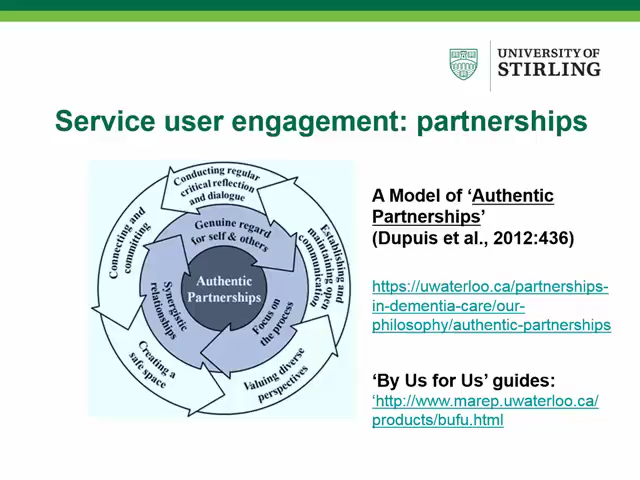 UNIVERSITY OF
STIRLING
Service user engagement: partnerships
Conducting regular
critical reflection
and dialogue
Establishing and
maintaining open
communication
Valuing diverse
perspectives
Creating a
safe space
Connecting and
committing
Genuine regard
for self & others
Focus on
the process
Synergistic
relationships
Authentic
Partnerships
A Model of ‘Authentic
Partnerships’
(Dupuis et al., 2012:436)
https://uwaterloo.ca/partnerships-
in-dementia-care/our-
philosophy/authentic-partnerships
‘By Us for Us’ guides:
‘http://www.marep.uwaterloo.ca/
products/bufu.html